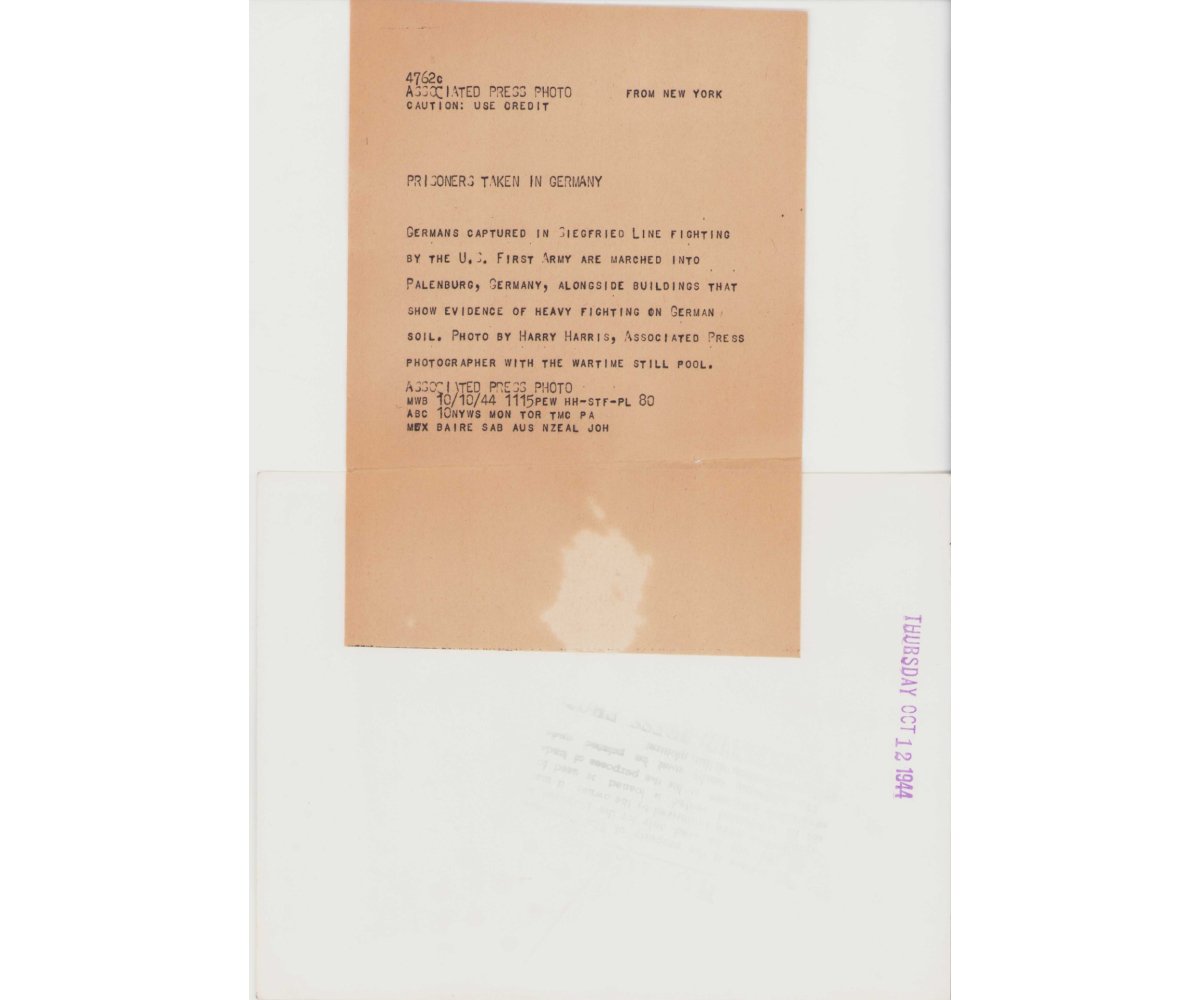 4762c
ASSOCIATED PRESS PHOTO FROM NEW YORK
CAUTION: USE CREDIT
PRISONERS TAKEN IN GERMANY
GERMANS CAPTURED IN SIEGFRIED LINE FIGHTING
BY THE U.S. FIRST ARMY ARE MARCHED INTO
PALENBURG, GERMANY, ALONGSIDE BUILDINGS THAT
SHOW EVIDENCE OF HEAVY FIGHTING ON GERMAN
SOIL. PHOTO BY HARRY HARRIS, ASSOCIATED PRESS
PHOTOGRAPHER WITH THE WARTIME STILL POOL.
ASSOCIATED PRESS PHOTO
MWB 10/10/44 1115PEW HH-STF-PL 80
ABC 10NYWS MON TOR TMC PA
MEX BAIRE SAB AUS NZEAL JOH
THURSDAY OCT 12 1944